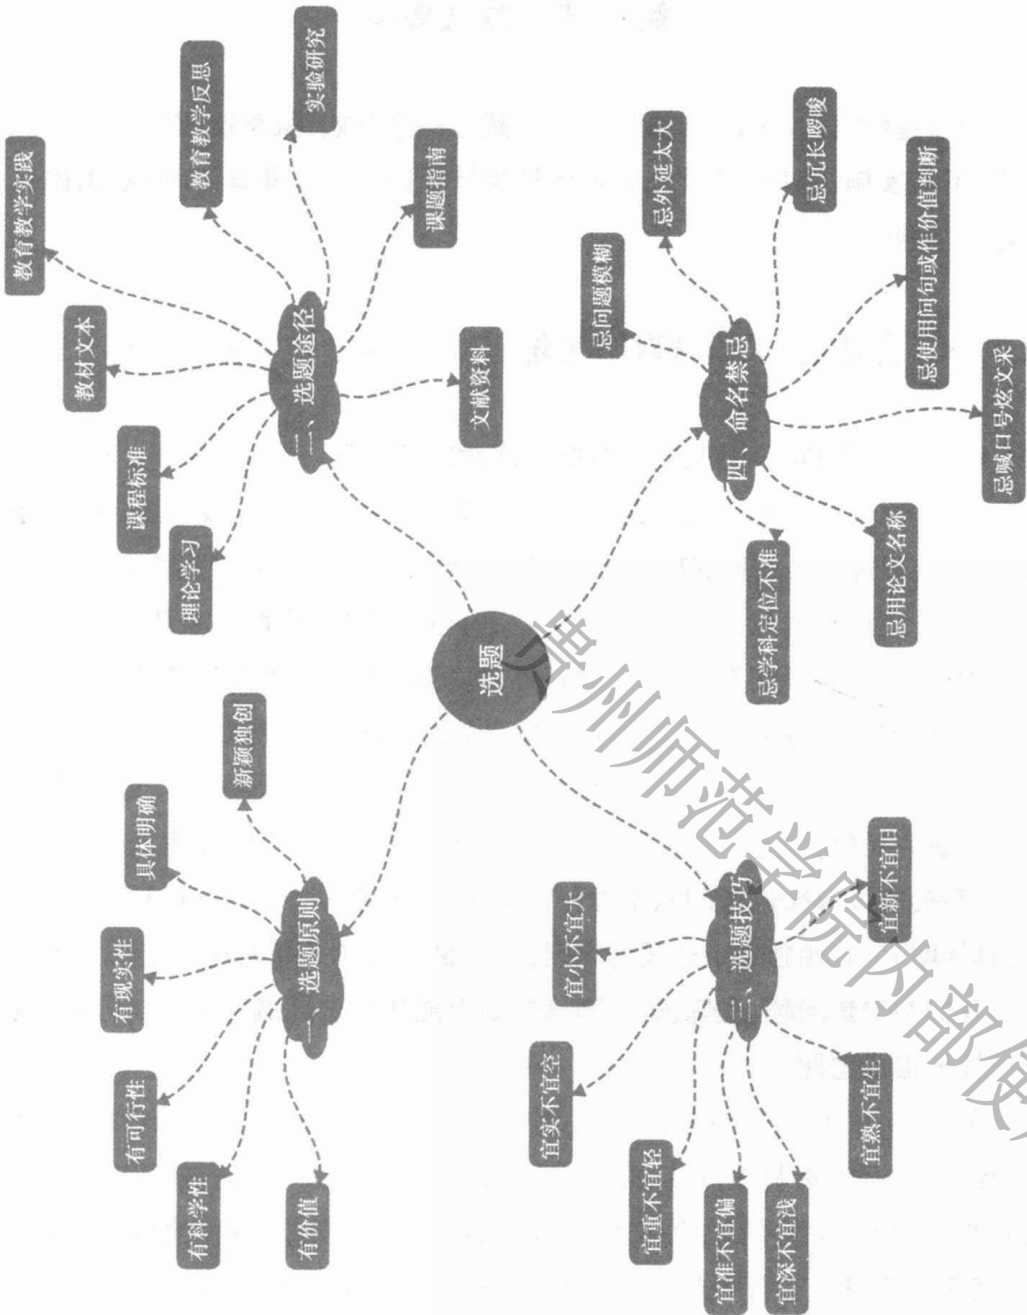 选题
一、选题原则
有价值
有科学性
有可行性
有现实性
具体明确
新颖独创
二、选题途径
理论学习
课程标准
教材文本
教育教学实践
教育教学反思
实验研究
课题指南
文献资料
三、选题技巧
宜小不宜大
宜实不宜空
宜重不宜轻
宜准不宜偏
宜深不宜浅
宜熟不宜生
宜新不宜旧
四、命名禁忌
忌问题模糊
忌外延太大
忌冗长啰唆
忌使用问句或作价值判断
忌喊口号炫文采
忌用论文名称
忌学科定位不准
贵州师范学院内部使